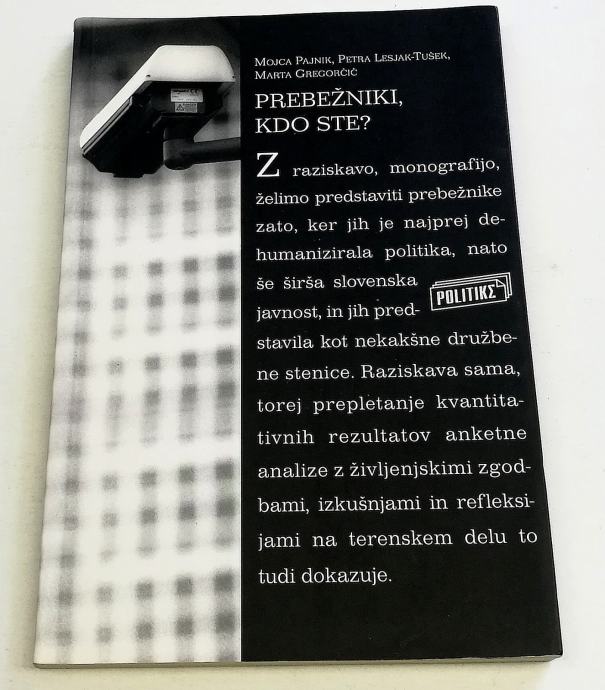 MOJCA PAJNIK, PETRA LESJAK-TUŠEK,
MARTA GREGORČIČ
PREBEŽNIKI,
KDO STE?
Z raziskavo, monografijo,
želimo predstaviti prebežnike
zato, ker jih je najprej de-
humanizirala politika, nato
še širša slovenska
javnost, in jih pred-
POLITIKE
stavila kot nekakšne družbe-
ne stenice. Raziskava sama,
torej prepletanje kvantita-
tivnih rezultatov anketne
analize z življenjskimi zgod-
bami, izkušnjami in refleksi-
jami na terenskem delu to
tudi dokazuje.